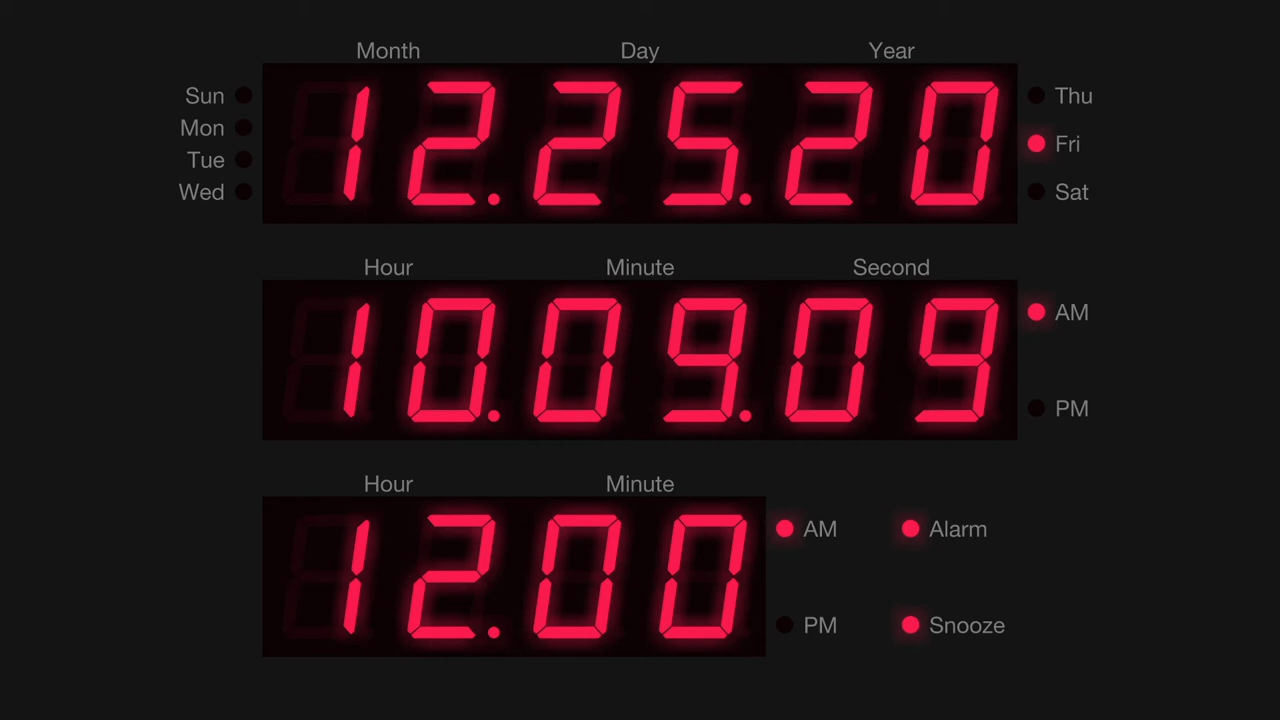 Month Day Year
Sun Thu
Mon 12.25.20 Fri
Tue
Wed Sat
Hour Minute Second
10.09.09 AM
PM
Hour Minute
12.00 AM Alarm
PM Snooze